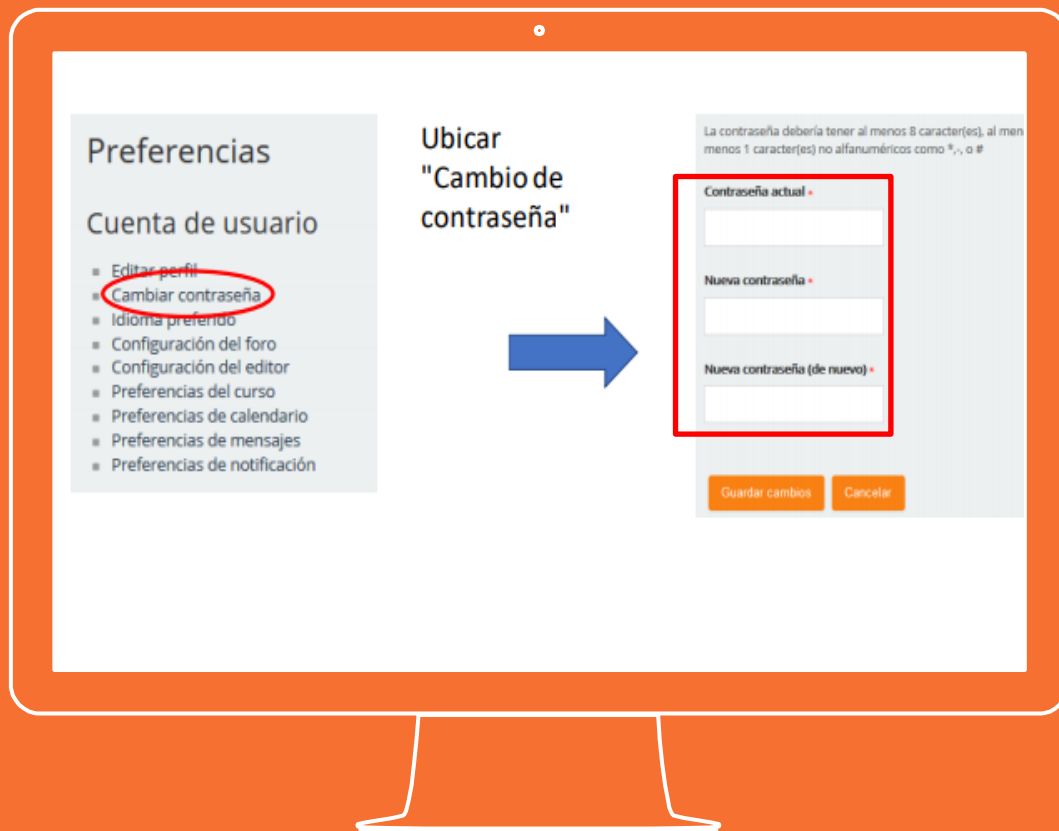 Preferencias
Cuenta de usuario
Editar perfil
Cambiar contraseña
Idioma preferido
Configuración del foro
Configuración del editor
Preferencias del curso
Preferencias de calendario
Preferencias de mensajes
Preferencias de notificación
Ubicar
"Cambio de
contraseña"
La contraseña debería tener al menos 8 caracter(es), al men
menos 1 caracter(es) no alfanuméricos como *,-, o #
Contraseña actual
Nueva contraseña
Nueva contraseña (de nuevo)
Guardar cambios
Cancelar